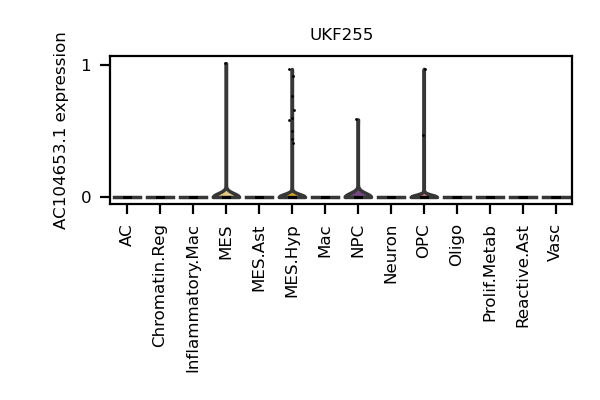 UKF255
AC104653.1 expression
1
0
AC
Chromatin.Reg
Inflammatory.Mac
MES
MES.Ast
MES.Hyp
Mac
NPC
Neuron
OPC
Oligo
Prolif.Metab
Reactive.Ast
Vasc